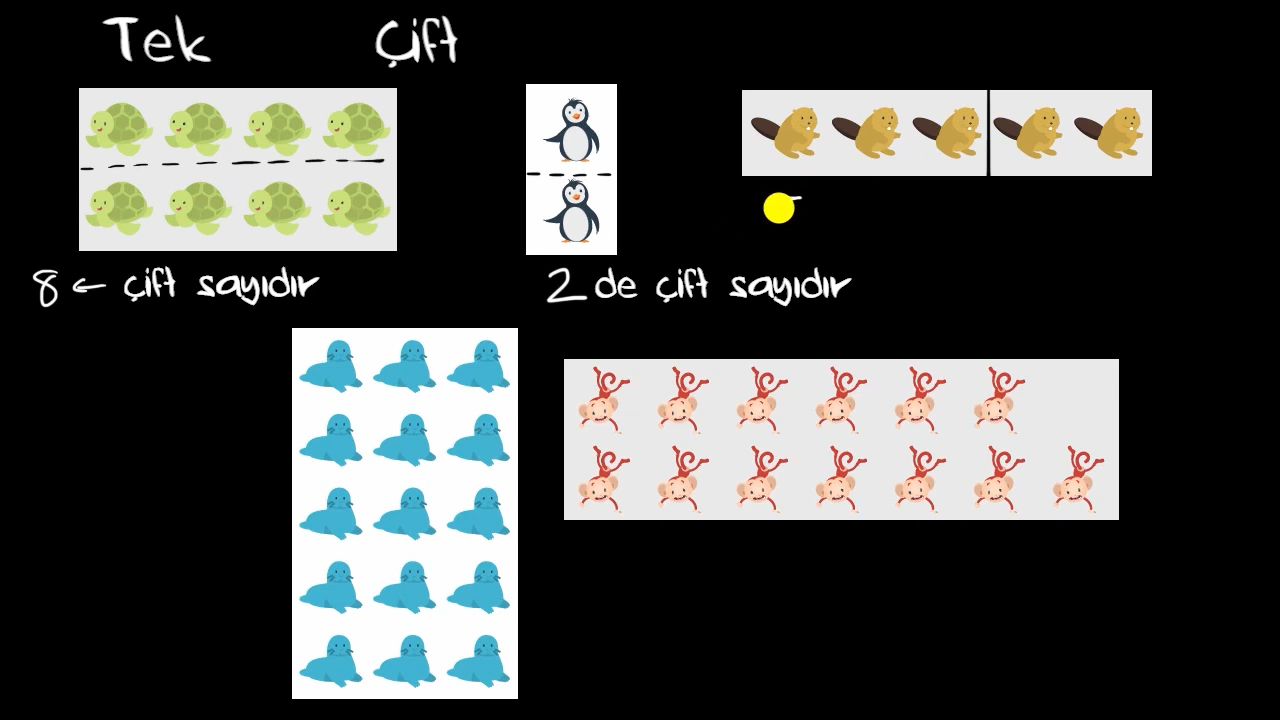 Tek Çift
8 ← çift sayıdır
2 de çift sayıdır